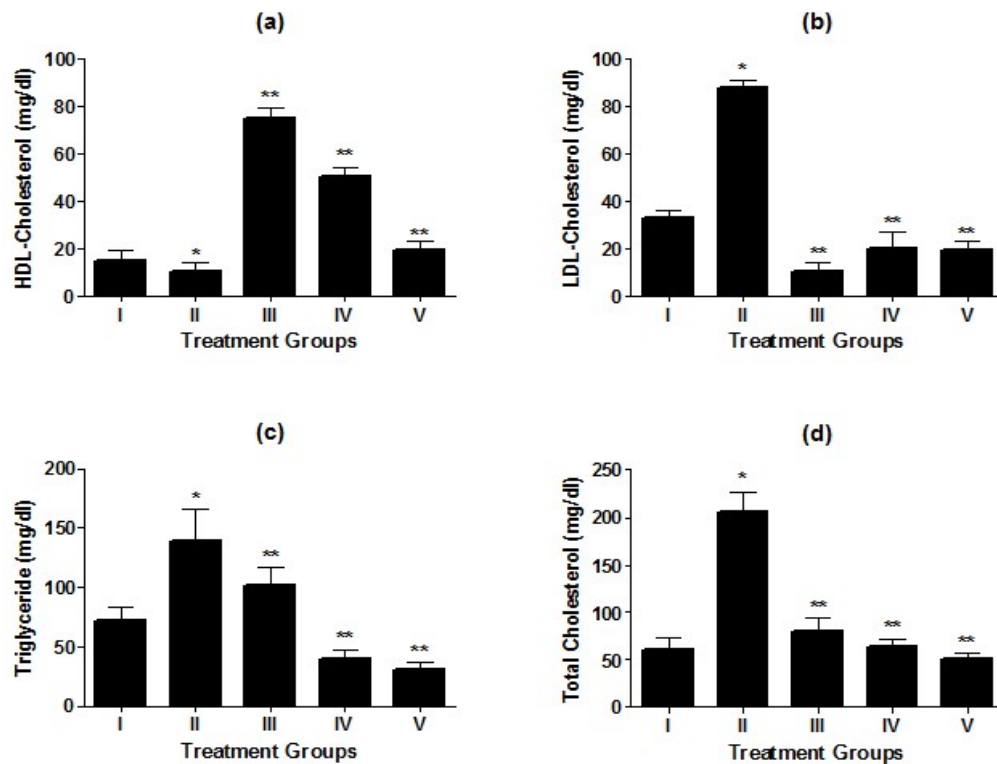 (a)
HDL-Cholesterol (mg/dl)
100
80
60
40
20
0
*
**
**
**
I II III IV V
Treatment Groups
(b)
LDL-Cholesterol (mg/dl)
100
80
60
40
20
0
*
**
**
**
I II III IV V
Treatment Groups
(c)
Triglyceride (mg/dl)
200
150
100
50
0
*
**
**
**
I II III IV V
Treatment Groups
(d)
Total Cholesterol (mg/dl)
250
200
150
100
50
0
*
**
**
**
I II III IV V
Treatment Groups